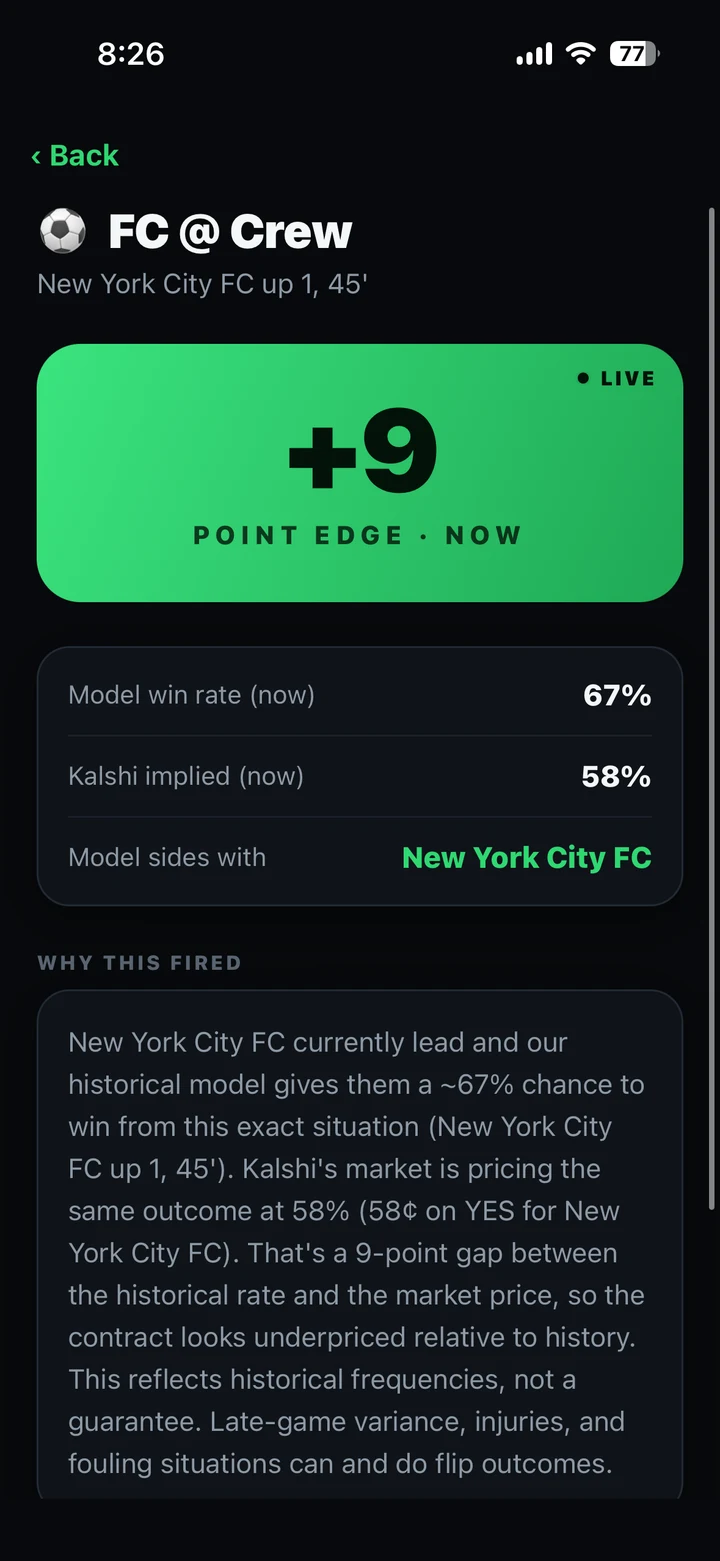 8:26
77
‹ Back
FC @ Crew
New York City FC up 1, 45'
• LIVE
+9
POINT EDGE · NOW
Model win rate (now) 67%
Kalshi implied (now) 58%
Model sides with New York City FC
WHY THIS FIRED
New York City FC currently lead and our
historical model gives them a ~67% chance to
win from this exact situation (New York City
FC up 1, 45'). Kalshi's market is pricing the
same outcome at 58% (58¢ on YES for New
York City FC). That's a 9-point gap between
the historical rate and the market price, so the
contract looks underpriced relative to history.
This reflects historical frequencies, not a
guarantee. Late-game variance, injuries, and
fouling situations can and do flip outcomes.